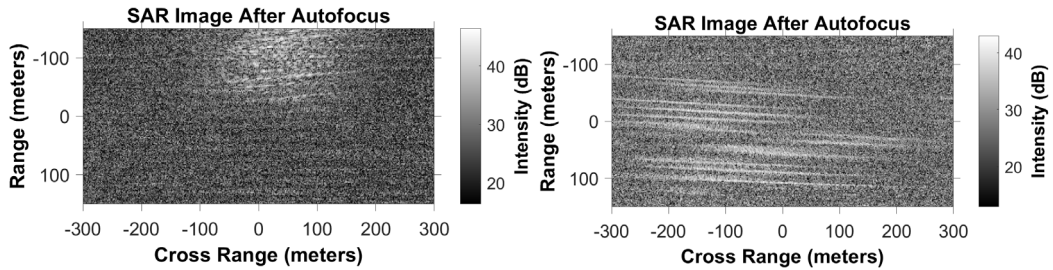 SAR Image After Autofocus
Range (meters)
-100
0
100
-300 -200 -100 0 100 200 300
Cross Range (meters)
40
30
20
Intensity (dB)
SAR Image After Autofocus
Range (meters)
-100
0
100
-300 -200 -100 0 100 200 300
Cross Range (meters)
40
30
20
Intensity (dB)